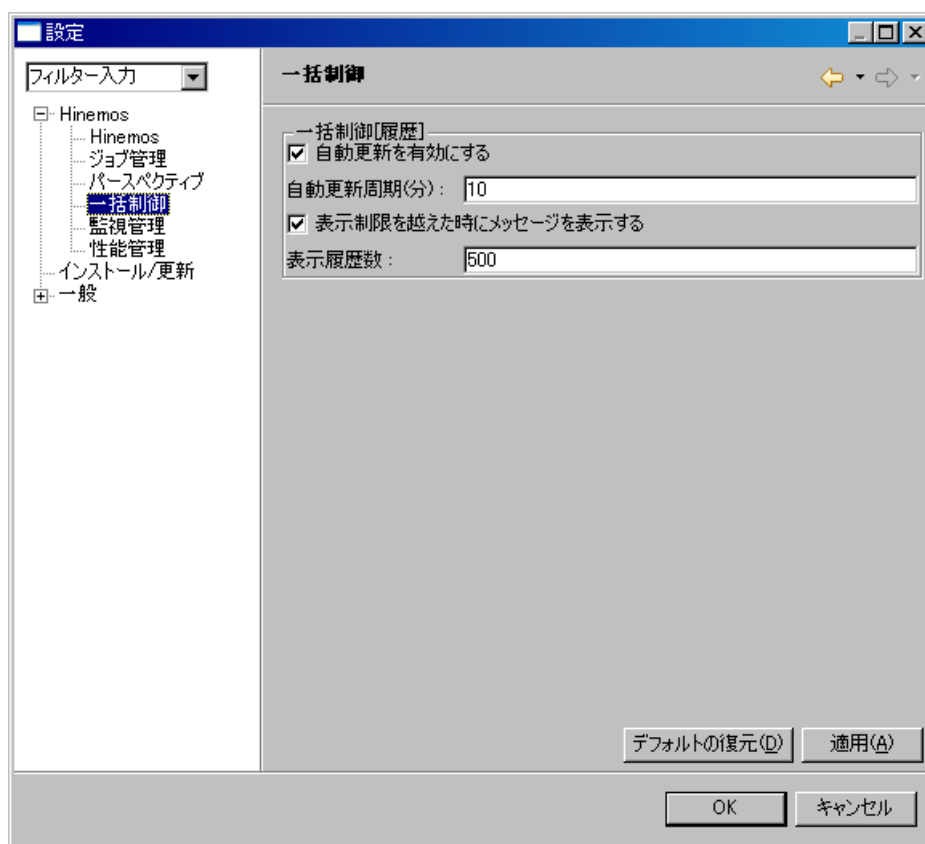 設定
フィルター入力
一括制御
Hinemos
Hinemos
ジョブ管理
パースペクティブ
一括制御
監視管理
性能管理
インストール/更新
一般
一括制御[履歴]
自動更新を有効にする
自動更新周期(分): 10
表示制限を越えた時にメッセージを表示する
表示履歴数: 500
デフォルトの復元(D) 適用(A)
OK キャンセル